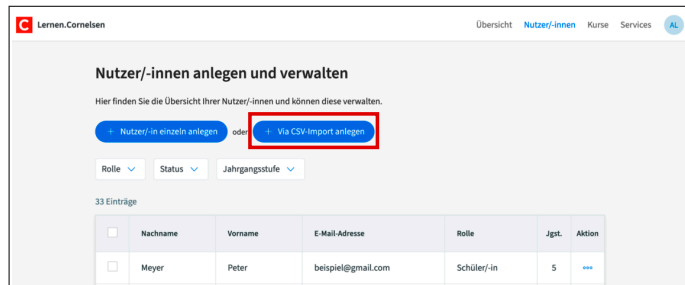 C Lernen.Cornelsen Übersicht Nutzer/-innen Kurse Services AL
Nutzer/-innen anlegen und verwalten
Hier finden Sie die Übersicht Ihrer Nutzer/-innen und können diese verwalten.
+ Nutzer/-in einzeln anlegen oder + Via CSV-Import anlegen
Rolle Status Jahrgangsstufe
33 Einträge
Nachname Vorname E-Mail-Adresse Rolle Jgst. Aktion
Meyer Peter beispiel@gmail.com Schüler/-in 5